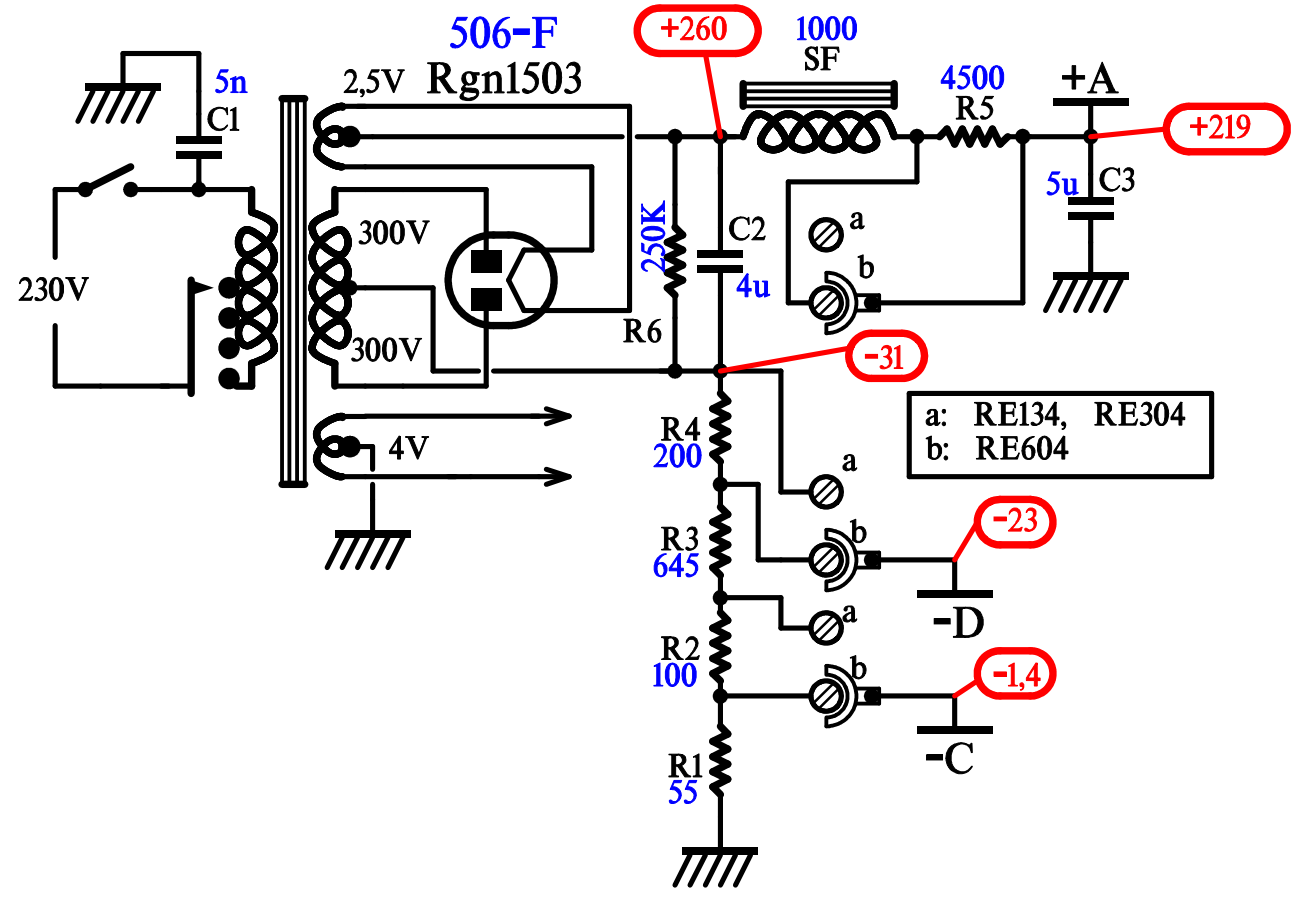 506-F
Rgn1503
+260
1000
SF
4500
R5
+A
+219
5n
C1
2,5V
5u
C3
a
b
250K
C2
4u
R6
300V
230V
300V
-31
4V
R4
200
a
b
a: RE134, RE304
b: RE604
R3
645
-23
-D
a
b
R2
100
-1,4
-C
R1
55